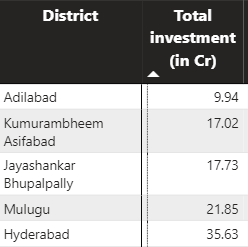 District Total
investment
(in Cr)
Adilabad 9.94
Kumurambheem 17.02
Asifabad
Jayashankar 17.73
Bhupalpally
Mulugu 21.85
Hyderabad 35.63